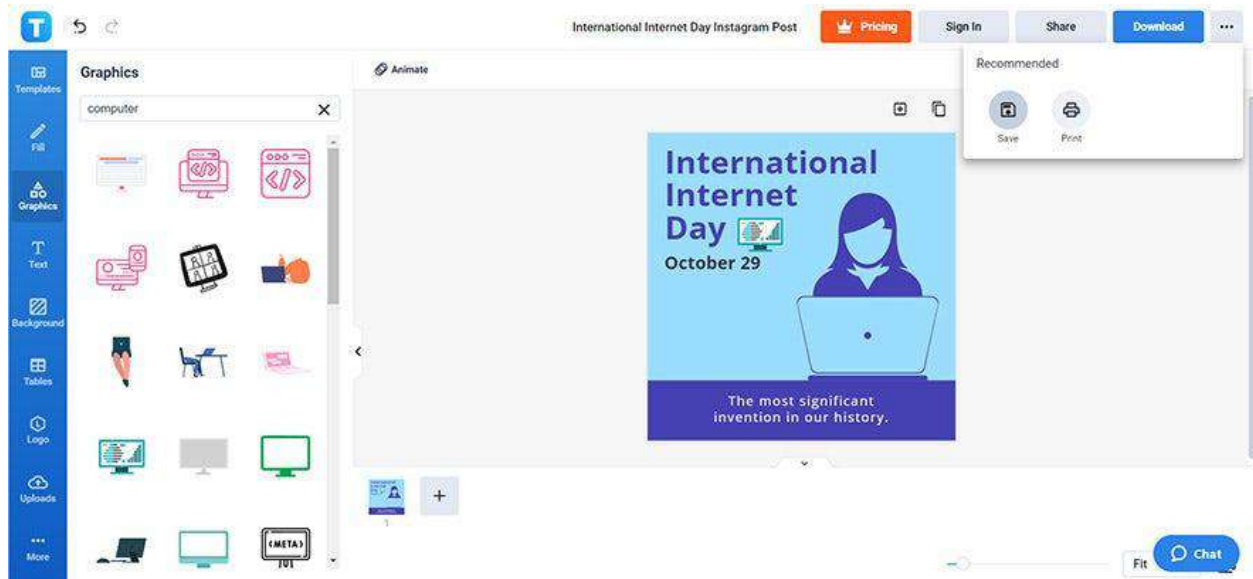 T
International Internet Day Instagram Post
Pricing
Sign In
Share
Download
Templates
Fill
Graphics
Text
Background
Tables
Logo
Uploads
More
Graphics
computer
</>
</>
(META)
Animate
Recommended
Save
Print
International
Internet
Day
October 29
The most significant
invention in our history.
1
Fit
Chat